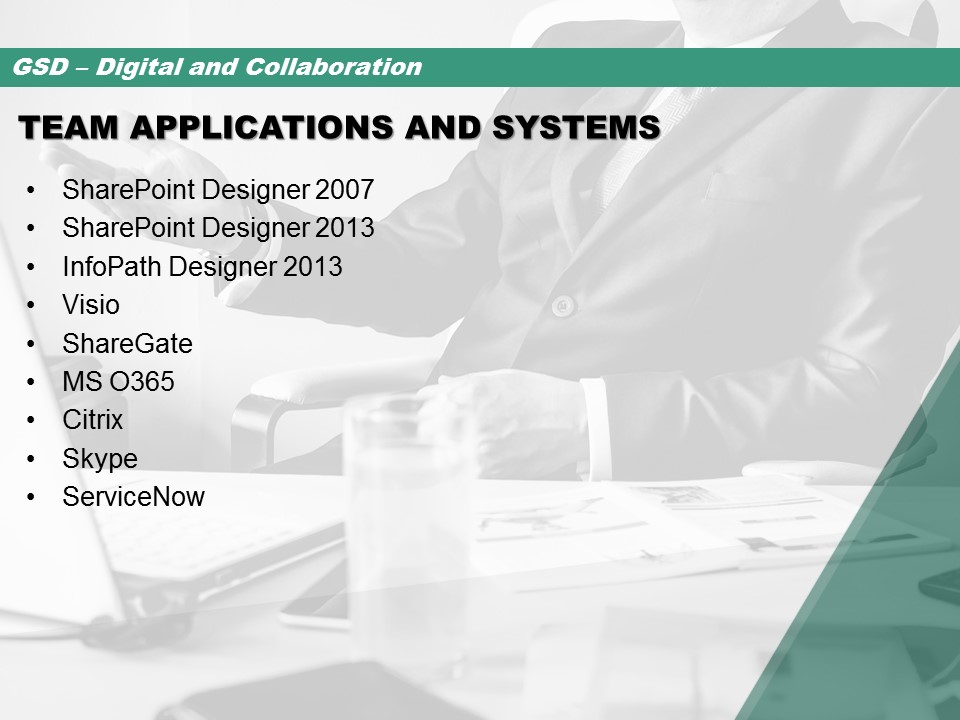 GSD – Digital and Collaboration
TEAM APPLICATIONS AND SYSTEMS
• SharePoint Designer 2007
• SharePoint Designer 2013
• InfoPath Designer 2013
• Visio
• ShareGate
• MS O365
• Citrix
• Skype
• ServiceNow